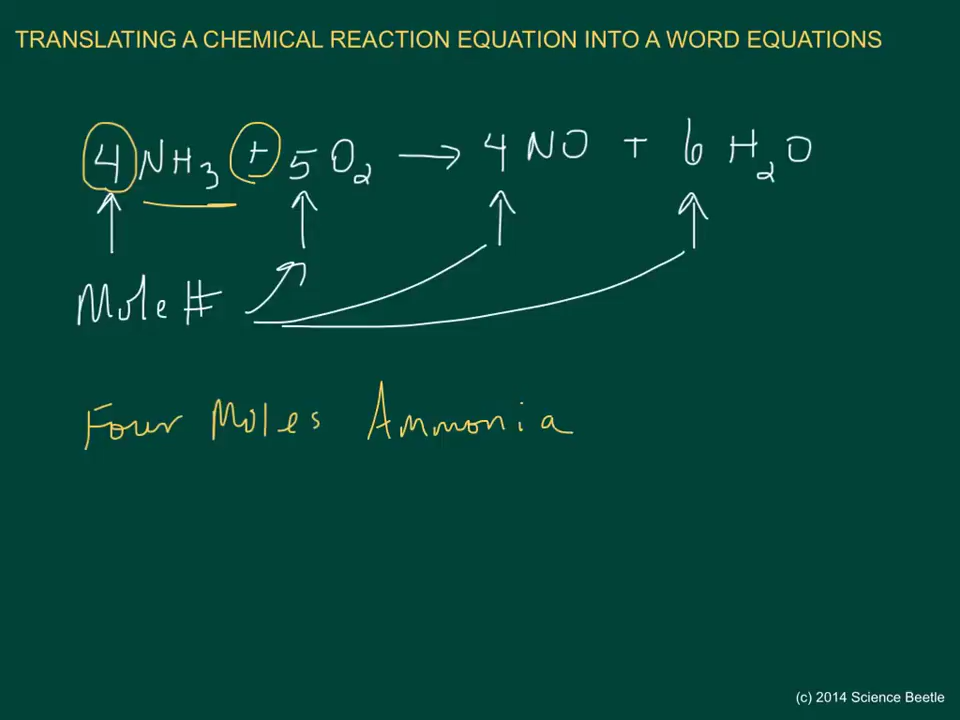 TRANSLATING A CHEMICAL REACTION EQUATION INTO A WORD EQUATIONS
4 NH₃ + 5 O₂ → 4 NO + 6 H₂O
Mole #
Four Moles Ammonia
(c) 2014 Science Beetle